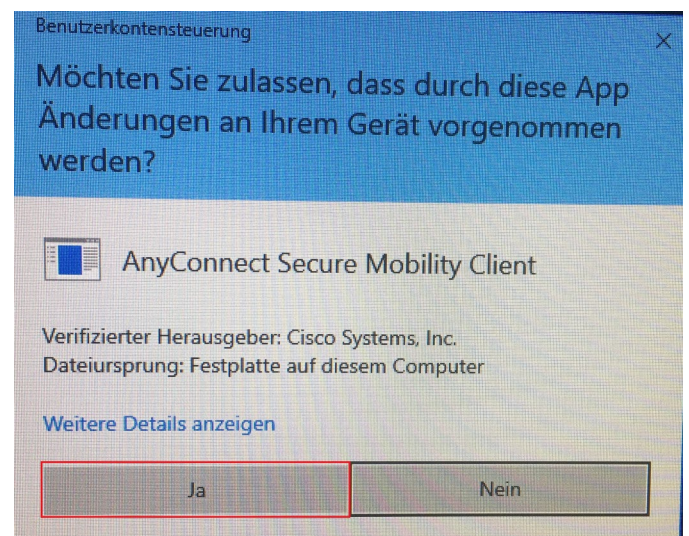 Benutzerkontensteuerung
Möchten Sie zulassen, dass durch diese App
Änderungen an Ihrem Gerät vorgenommen
werden?
AnyConnect Secure Mobility Client
Verifizierter Herausgeber: Cisco Systems, Inc.
Dateiursprung: Festplatte auf diesem Computer
Weitere Details anzeigen
Ja Nein